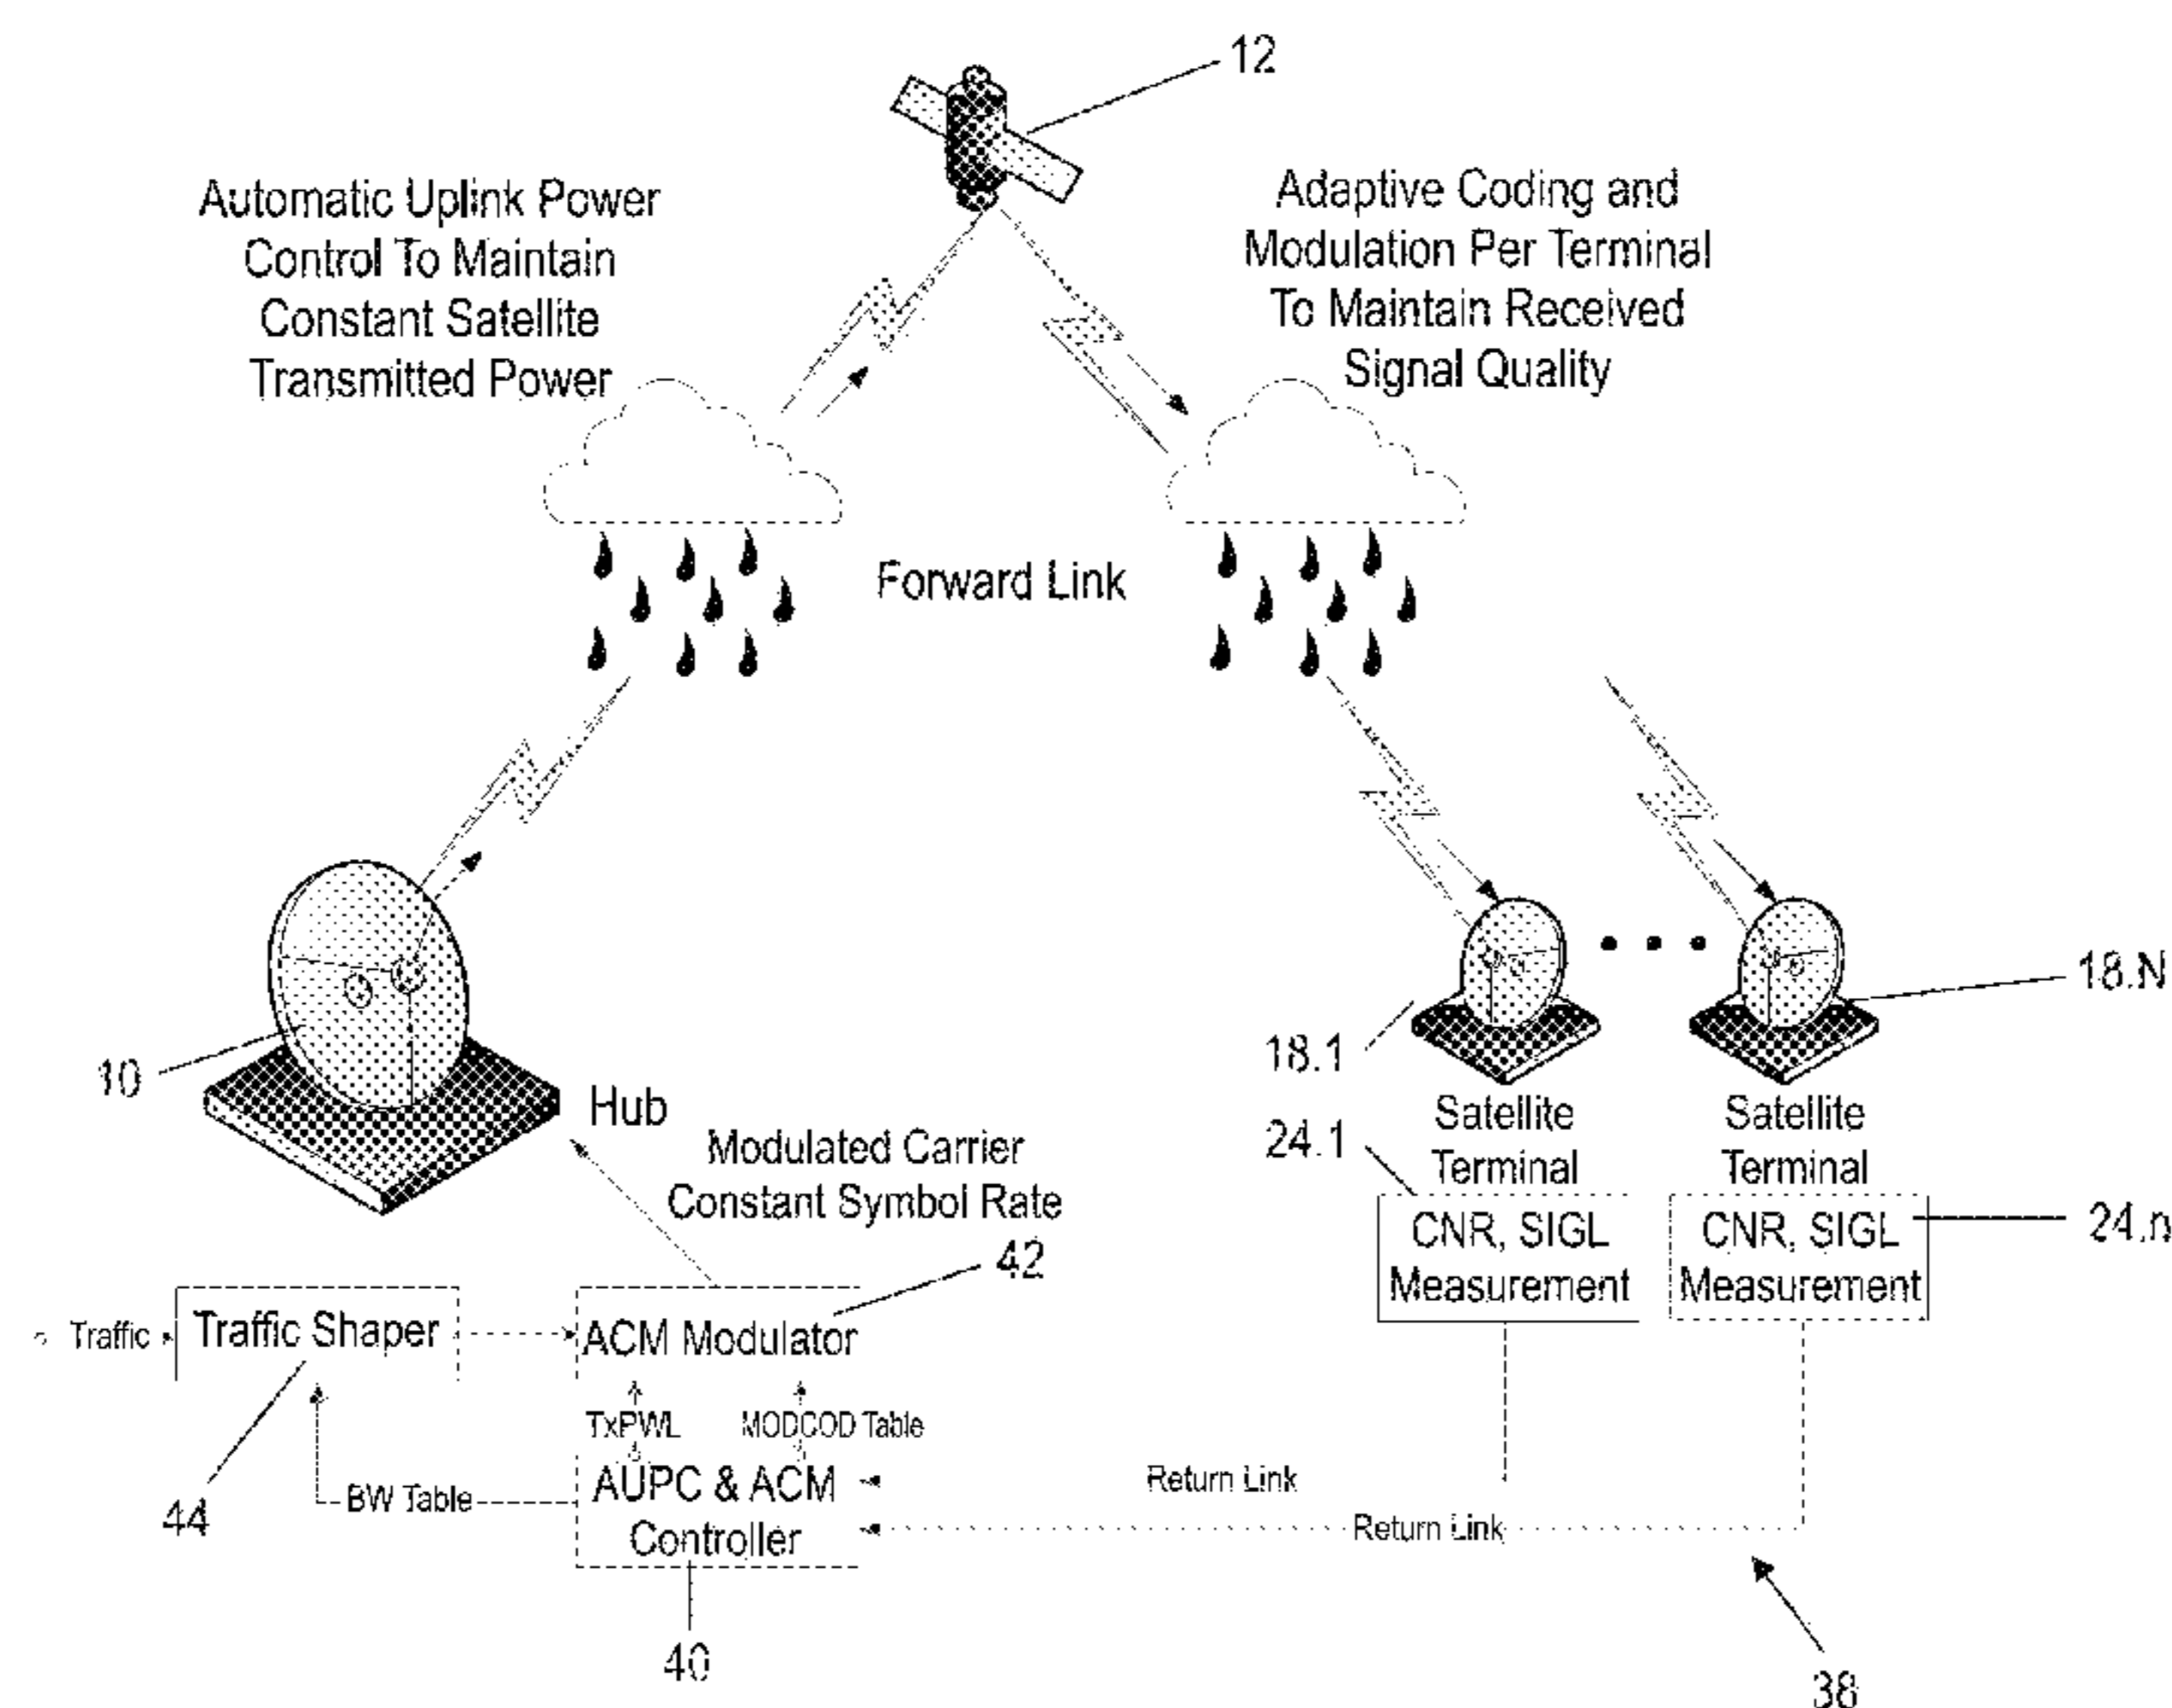 12
Automatic Uplink Power
Control To Maintain
Constant Satellite
Transmitted Power
Adaptive Coding and
Modulation Per Terminal
To Maintain Received
Signal Quality
Forward Link
10
Hub
18.1
18.N
24.1
Satellite
Terminal
Satellite
Terminal
Modulated Carrier
Constant Symbol Rate
42
CNR, SIGL
Measurement
CNR, SIGL
Measurement
24.n
Traffic
Traffic Shaper
ACM Modulator
TxPWL
MODCOD Table
44
BW Table
AUPC & ACM
Controller
Return Link
Return Link
40
38